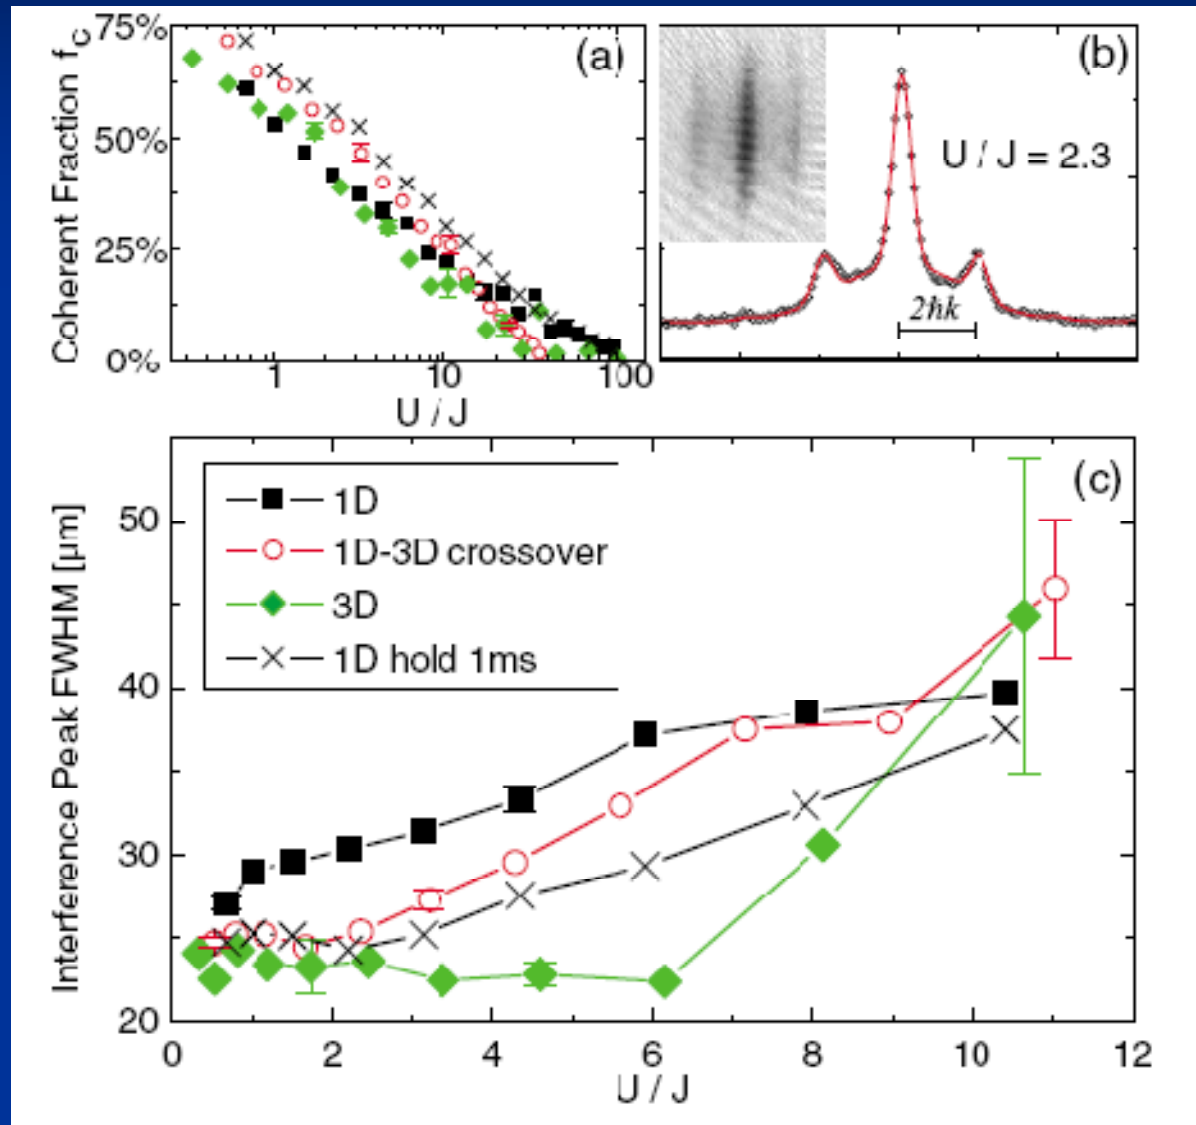 75%
50%
25%
0%
Coherent Fraction fC
(a)
1 10 100
U / J
(b)
U / J = 2.3
2ħk
(c)
1D
1D-3D crossover
3D
1D hold 1ms
50
40
30
20
Interference Peak FWHM [µm]
0 2 4 6 8 10 12
U / J